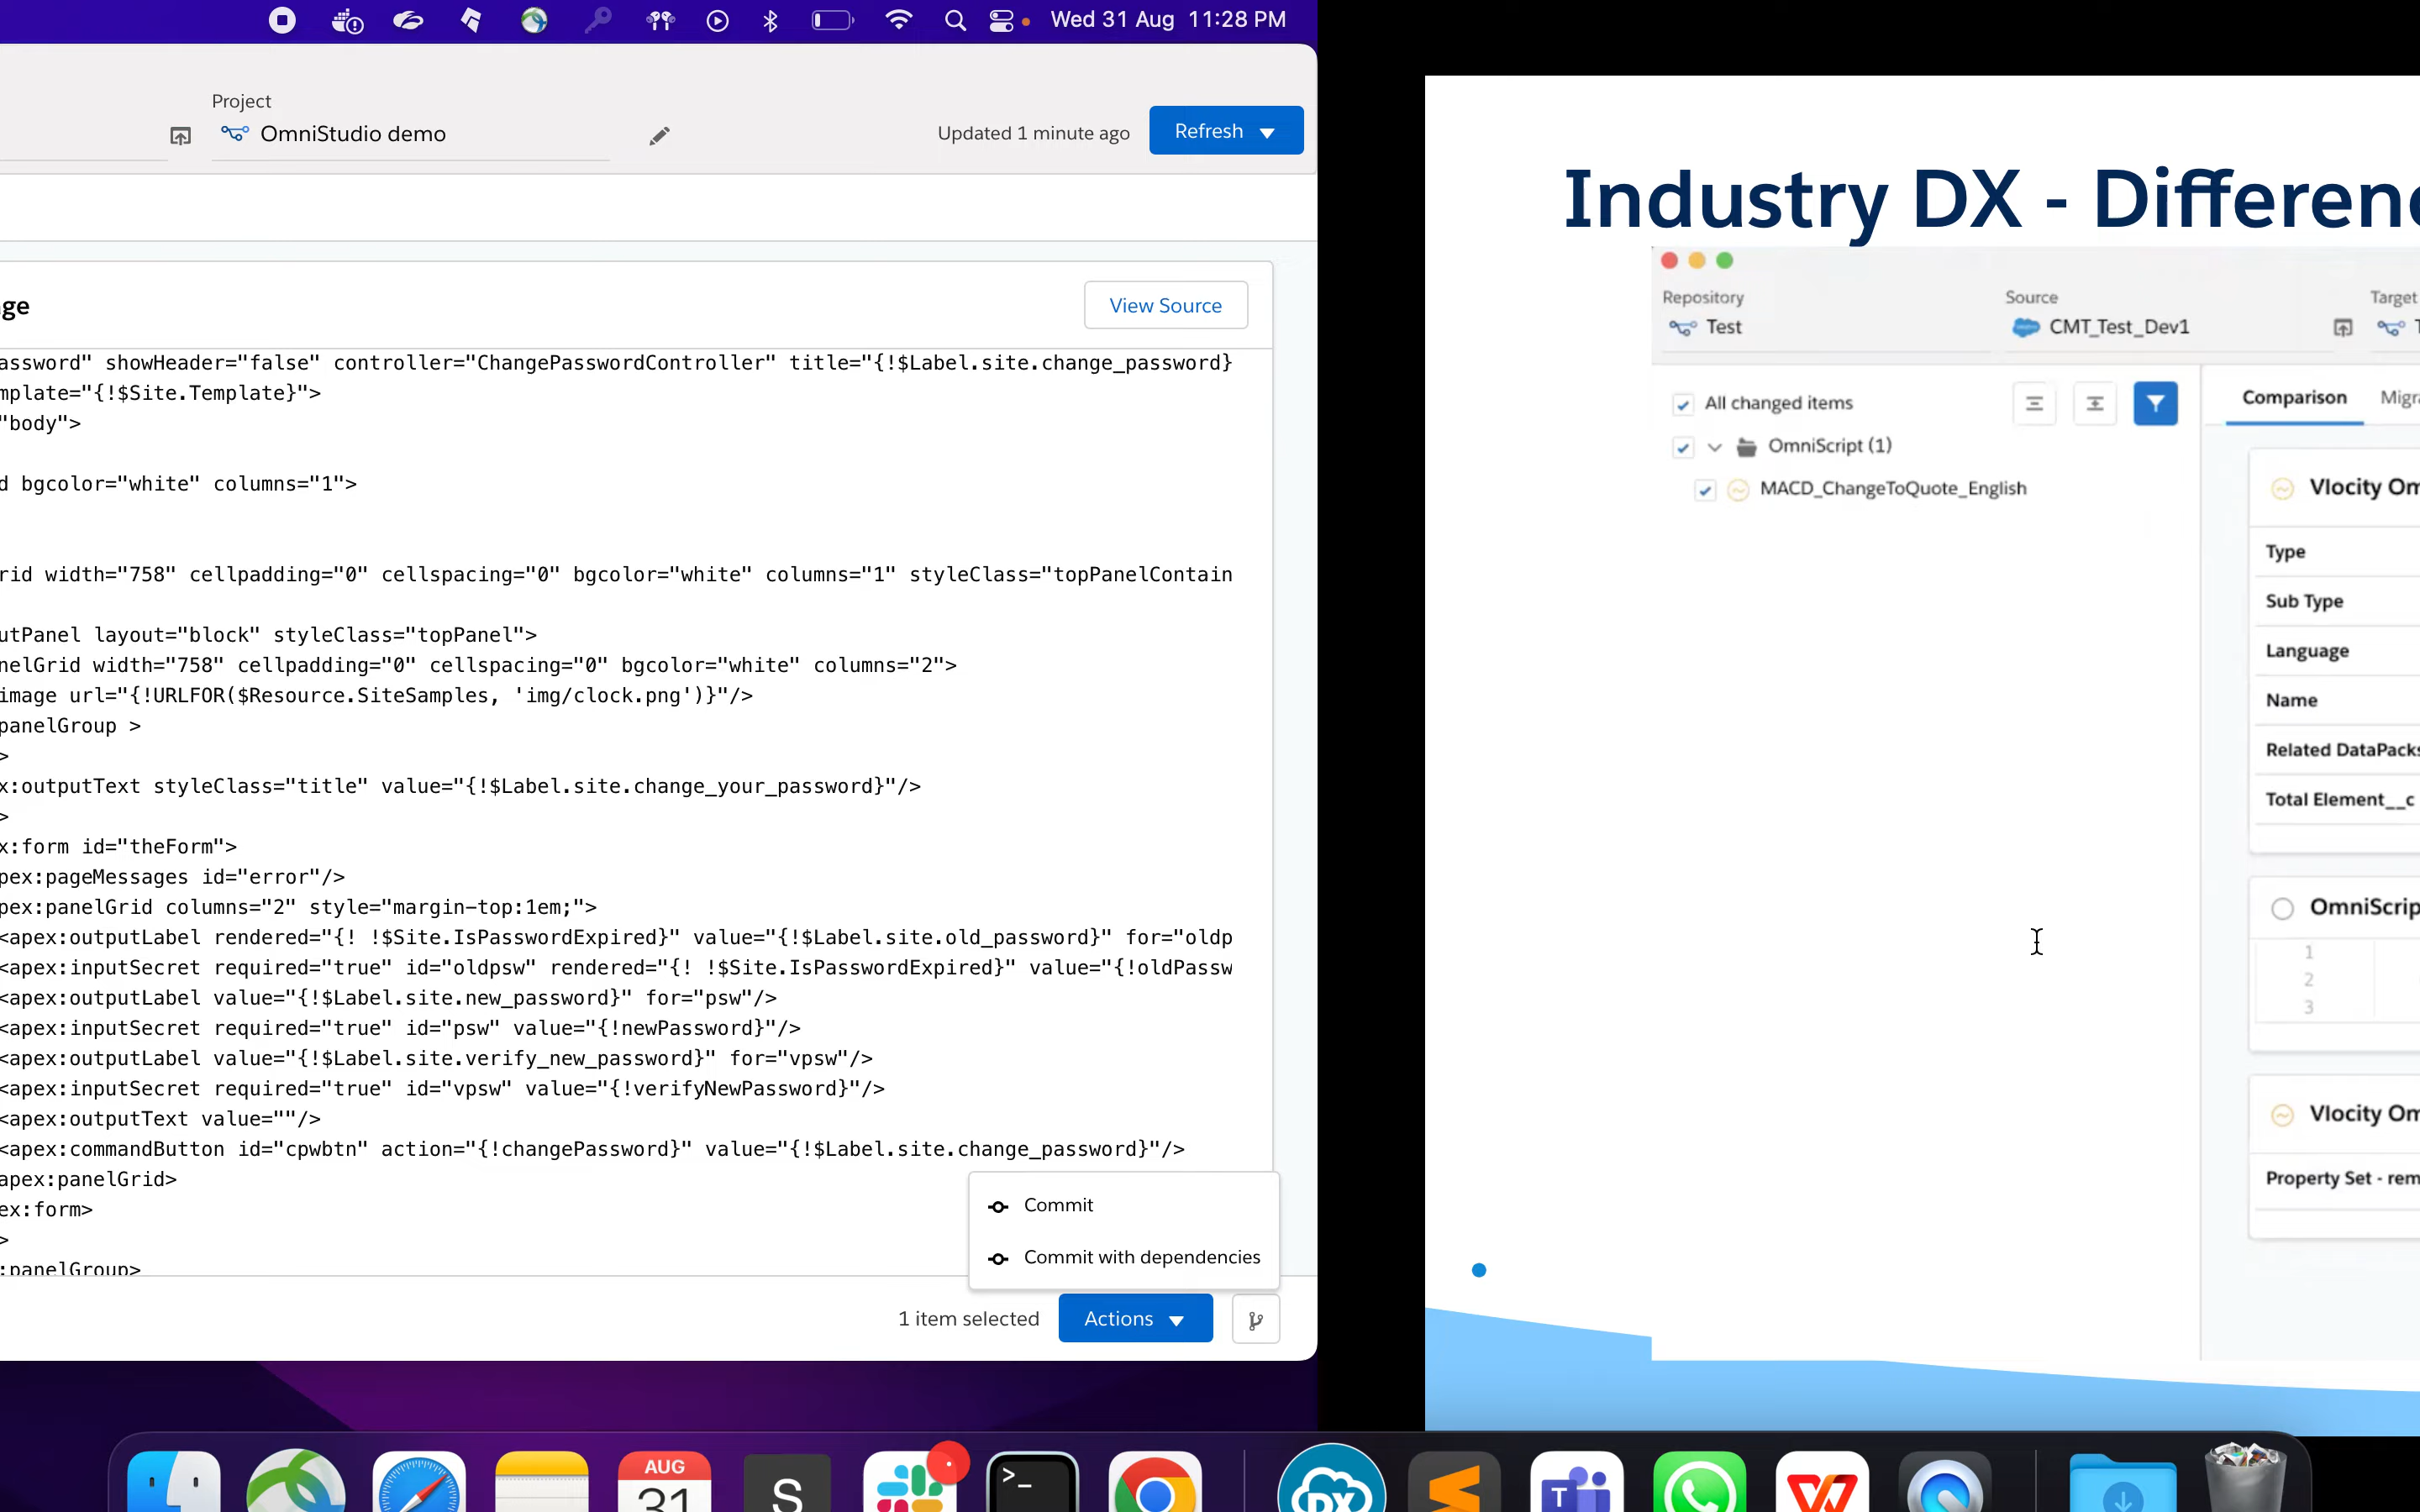 Wed 31 Aug 11:28 PM
Project
OmniStudio demo
Updated 1 minute ago
Refresh
ge
View Source
assword" showHeader="false" controller="ChangePasswordController" title="{!$Label.site.change_password}
mplate="{!$Site.Template}">
"body">
d bgcolor="white" columns="1">
rid width="758" cellpadding="0" cellspacing="0" bgcolor="white" columns="1" styleClass="topPanelContain
utPanel layout="block" styleClass="topPanel">
nelGrid width="758" cellpadding="0" cellspacing="0" bgcolor="white" columns="2">
image url="{!URLFOR($Resource.SiteSamples, 'img/clock.png')}"/>
panelGroup >
>
x:outputText styleClass="title" value="{!$Label.site.change_your_password}"/>
>
x:form id="theForm">
pex:pageMessages id="error"/>
pex:panelGrid columns="2" style="margin-top:1em;">
<apex:outputLabel rendered="{! !$Site.IsPasswordExpired}" value="{!$Label.site.old_password}" for="oldp
<apex:inputSecret required="true" id="oldpsw" rendered="{! !$Site.IsPasswordExpired}" value="{!oldPassw
<apex:outputLabel value="{!$Label.site.new_password}" for="psw"/>
<apex:inputSecret required="true" id="psw" value="{!newPassword}"/>
<apex:outputLabel value="{!$Label.site.verify_new_password}" for="vpsw"/>
<apex:inputSecret required="true" id="vpsw" value="{!verifyNewPassword}"/>
<apex:outputText value=""/>
<apex:commandButton id="cpwbtn" action="{!changePassword}" value="{!$Label.site.change_password}"/>
apex:panelGrid>
ex:form>
>
:panelGroup>
Commit
Commit with dependencies
1 item selected
Actions
Industry DX - Differenc
Repository
Test
Source
CMT_Test_Dev1
Target
T
All changed items
OmniScript (1)
MACD_ChangeToQuote_English
Comparison
Migra
Vlocity Om
Type
Sub Type
Language
Name
Related DataPacks
Total Element__c
OmniScrip
1
2
3
Vlocity Om
Property Set - rem
AUG
31
S
>_
DX
T
W